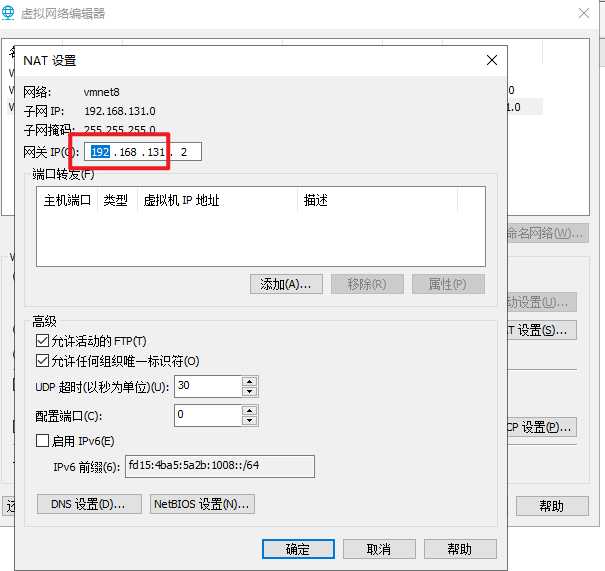 虚拟网络编辑器
NAT 设置
网络: vmnet8
子网 IP: 192.168.131.0
子网掩码: 255.255.255.0
网关 IP(G): 192 . 168 . 131 . 2
端口转发(F)
主机端口 类型 虚拟机 IP 地址 描述
命名网络(W)...
添加(A)... 移除(R) 属性(P)
动设置(U)...
高级
AT 设置(S)...
允许活动的 FTP(T)
允许任何组织唯一标识符(O)
UDP 超时(以秒为单位)(U): 30
配置端口(C): 0
CP 设置(P)...
启用 IPv6(E)
IPv6 前缀(6): fd15:4ba5:5a2b:1008::/64
DNS 设置(D)... NetBIOS 设置(N)...
帮助
确定 取消 帮助